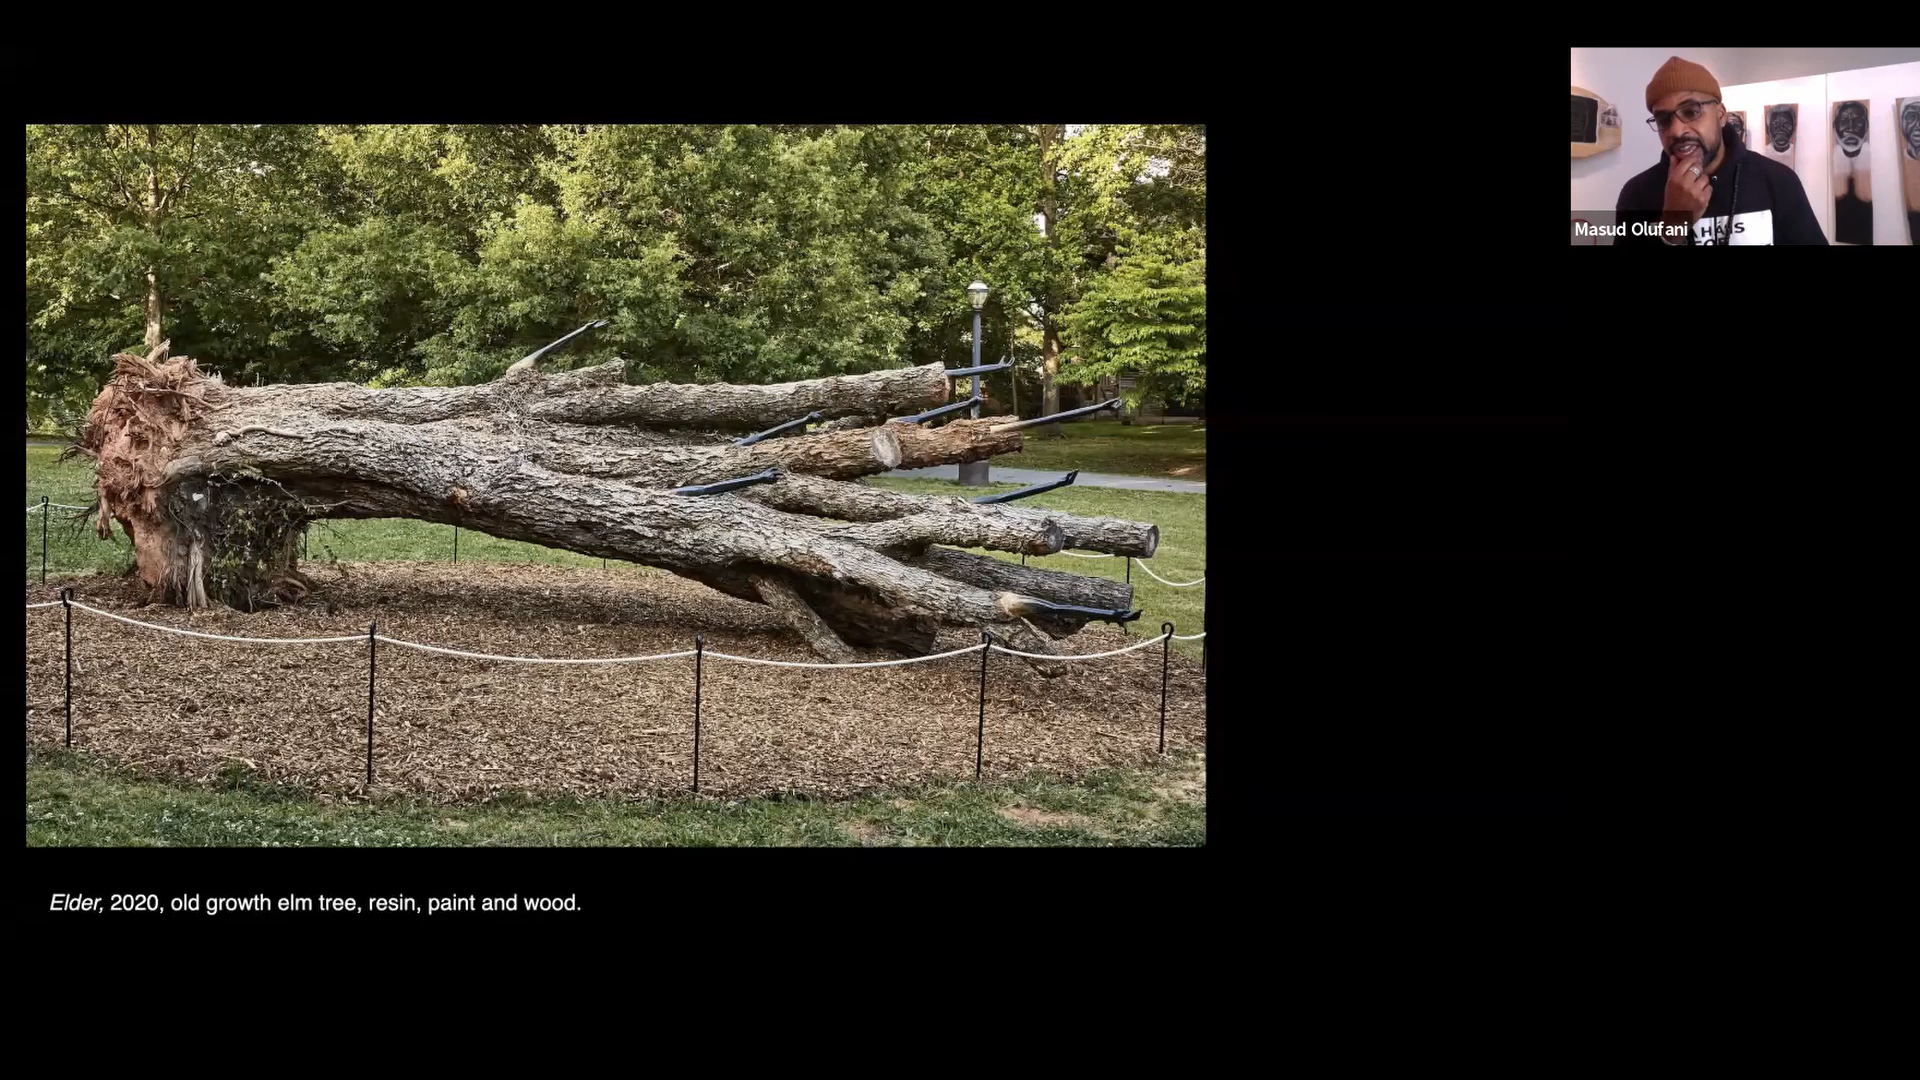 Masud Olufani
Elder, 2020, old growth elm tree, resin, paint and wood.